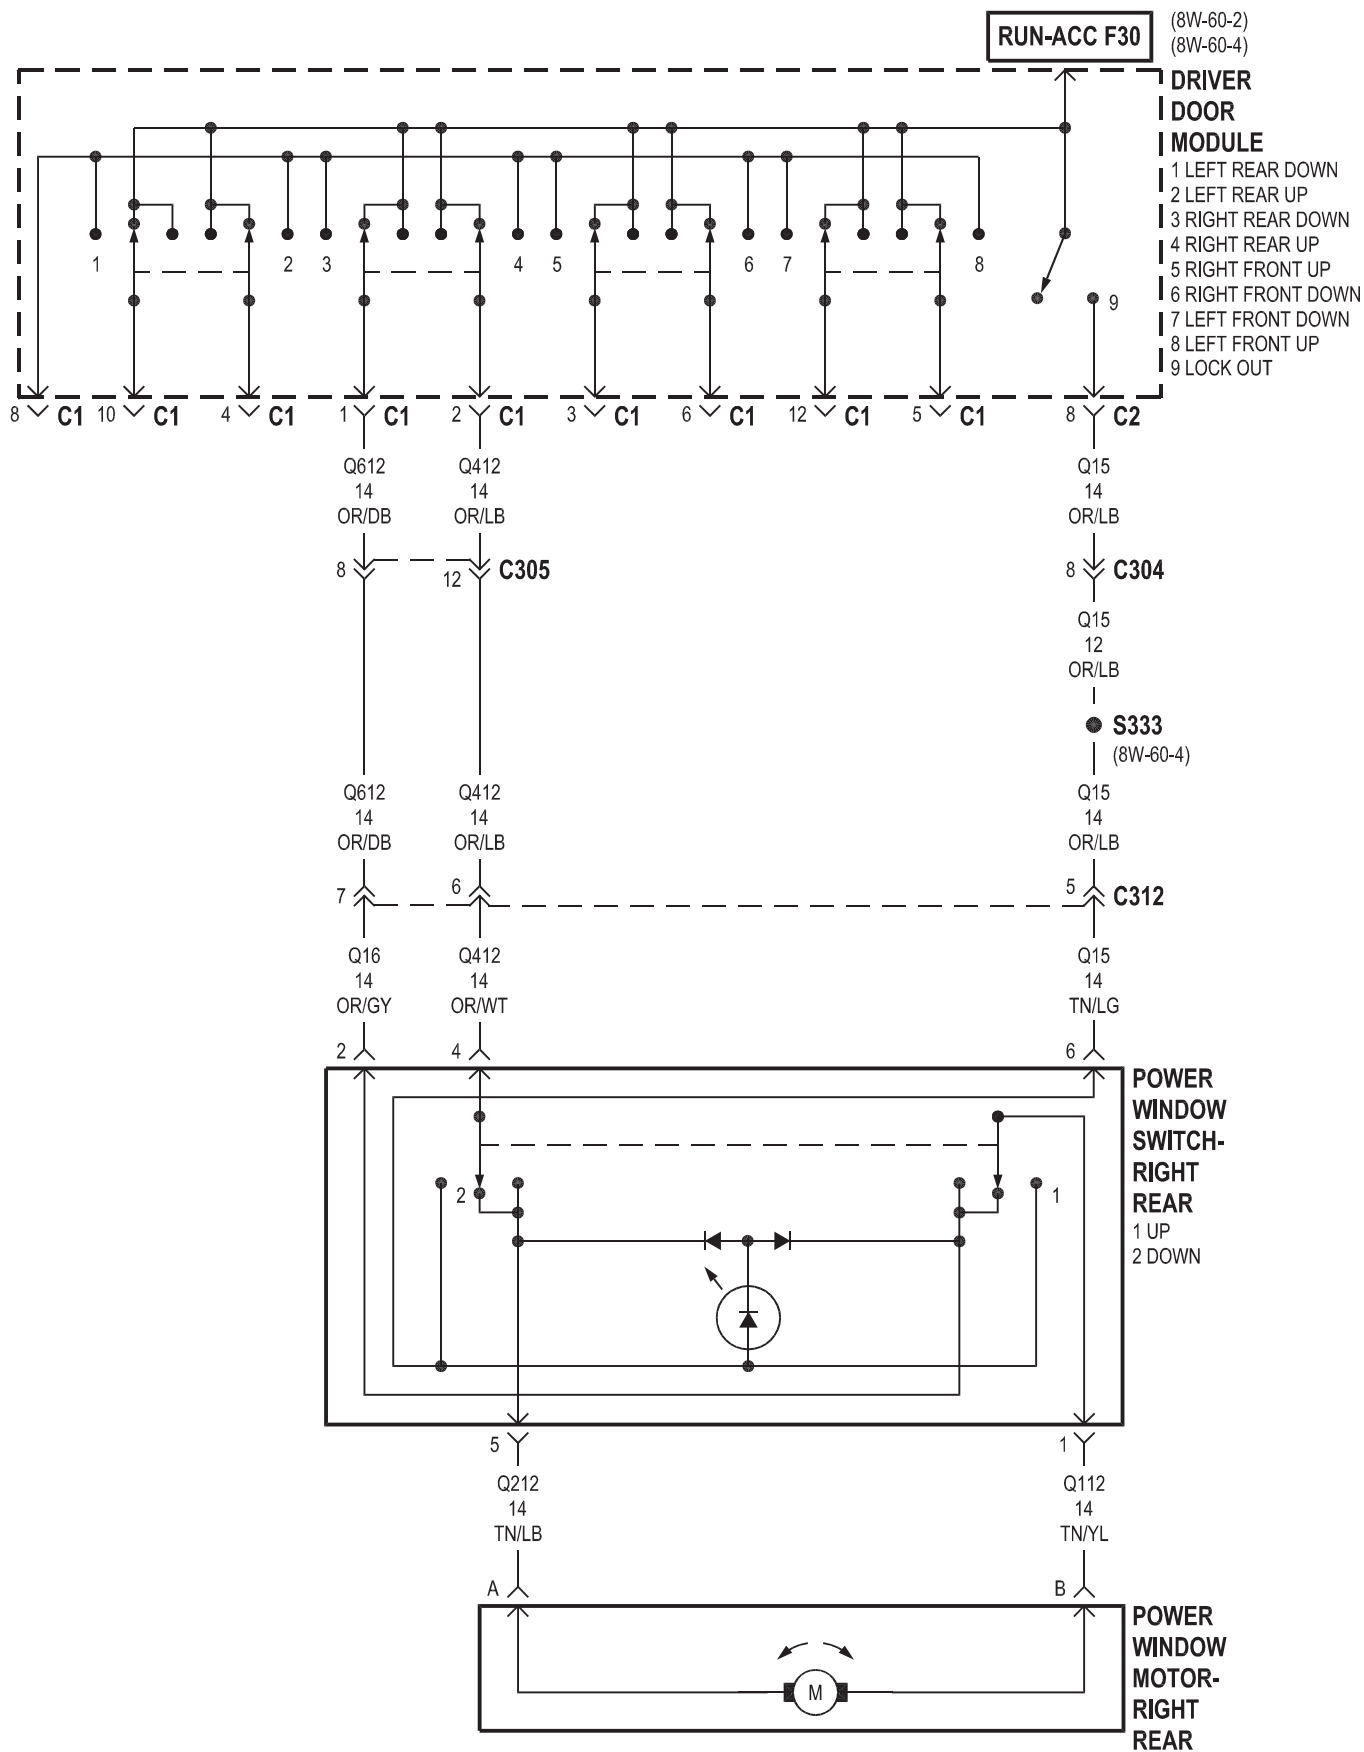 RUN-ACC F30
(8W-60-2)
(8W-60-4)
DRIVER
DOOR
MODULE
1 LEFT REAR DOWN
2 LEFT REAR UP
3 RIGHT REAR DOWN
4 RIGHT REAR UP
5 RIGHT FRONT UP
6 RIGHT FRONT DOWN
7 LEFT FRONT DOWN
8 LEFT FRONT UP
9 LOCK OUT
1 2 3 4 5 6 7 8
9
8 C1 10 C1 4 C1 1 C1 2 C1 3 C1 6 C1 12 C1 5 C1 8 C2
Q612 Q412 Q15
14 14 14
OR/DB OR/LB OR/LB
8 12 C305 8 C304
Q15
12
OR/LB
S333
(8W-60-4)
Q612 Q412 Q15
14 14 14
OR/DB OR/LB OR/LB
7 6 5 C312
Q16 Q412 Q15
14 14 14
OR/GY OR/WT TN/LG
2 4 6
POWER
WINDOW
SWITCH-
RIGHT
REAR
1 UP
2 DOWN
2 1
5 1
Q212 Q112
14 14
TN/LB TN/YL
A B
POWER
WINDOW
MOTOR-
RIGHT
REAR
M